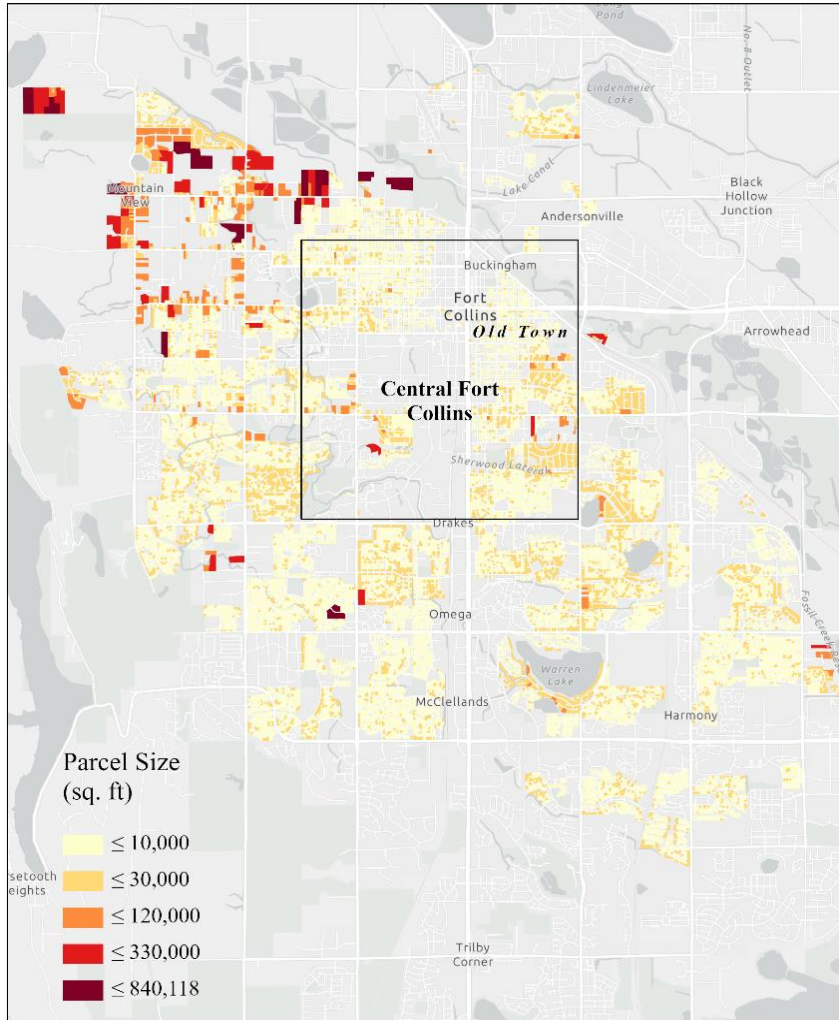 Pond
No. 8 Outlet
Lindenmeier
Lake
Lake Canal
Mountain
View
Black
Hollow
Junction
Andersonville
Buckingham
Fort
Collins
Old Town
Arrowhead
Central Fort
Collins
Sherwood Lateral
Drakes
Omega
Fossil Creek Res
Warren
Lake
McClellands
Harmony
Parcel Size
(sq. ft)
≤ 10,000
≤ 30,000
rsetooth
eights
≤ 120,000
≤ 330,000
Trilby
Corner
≤ 840,118